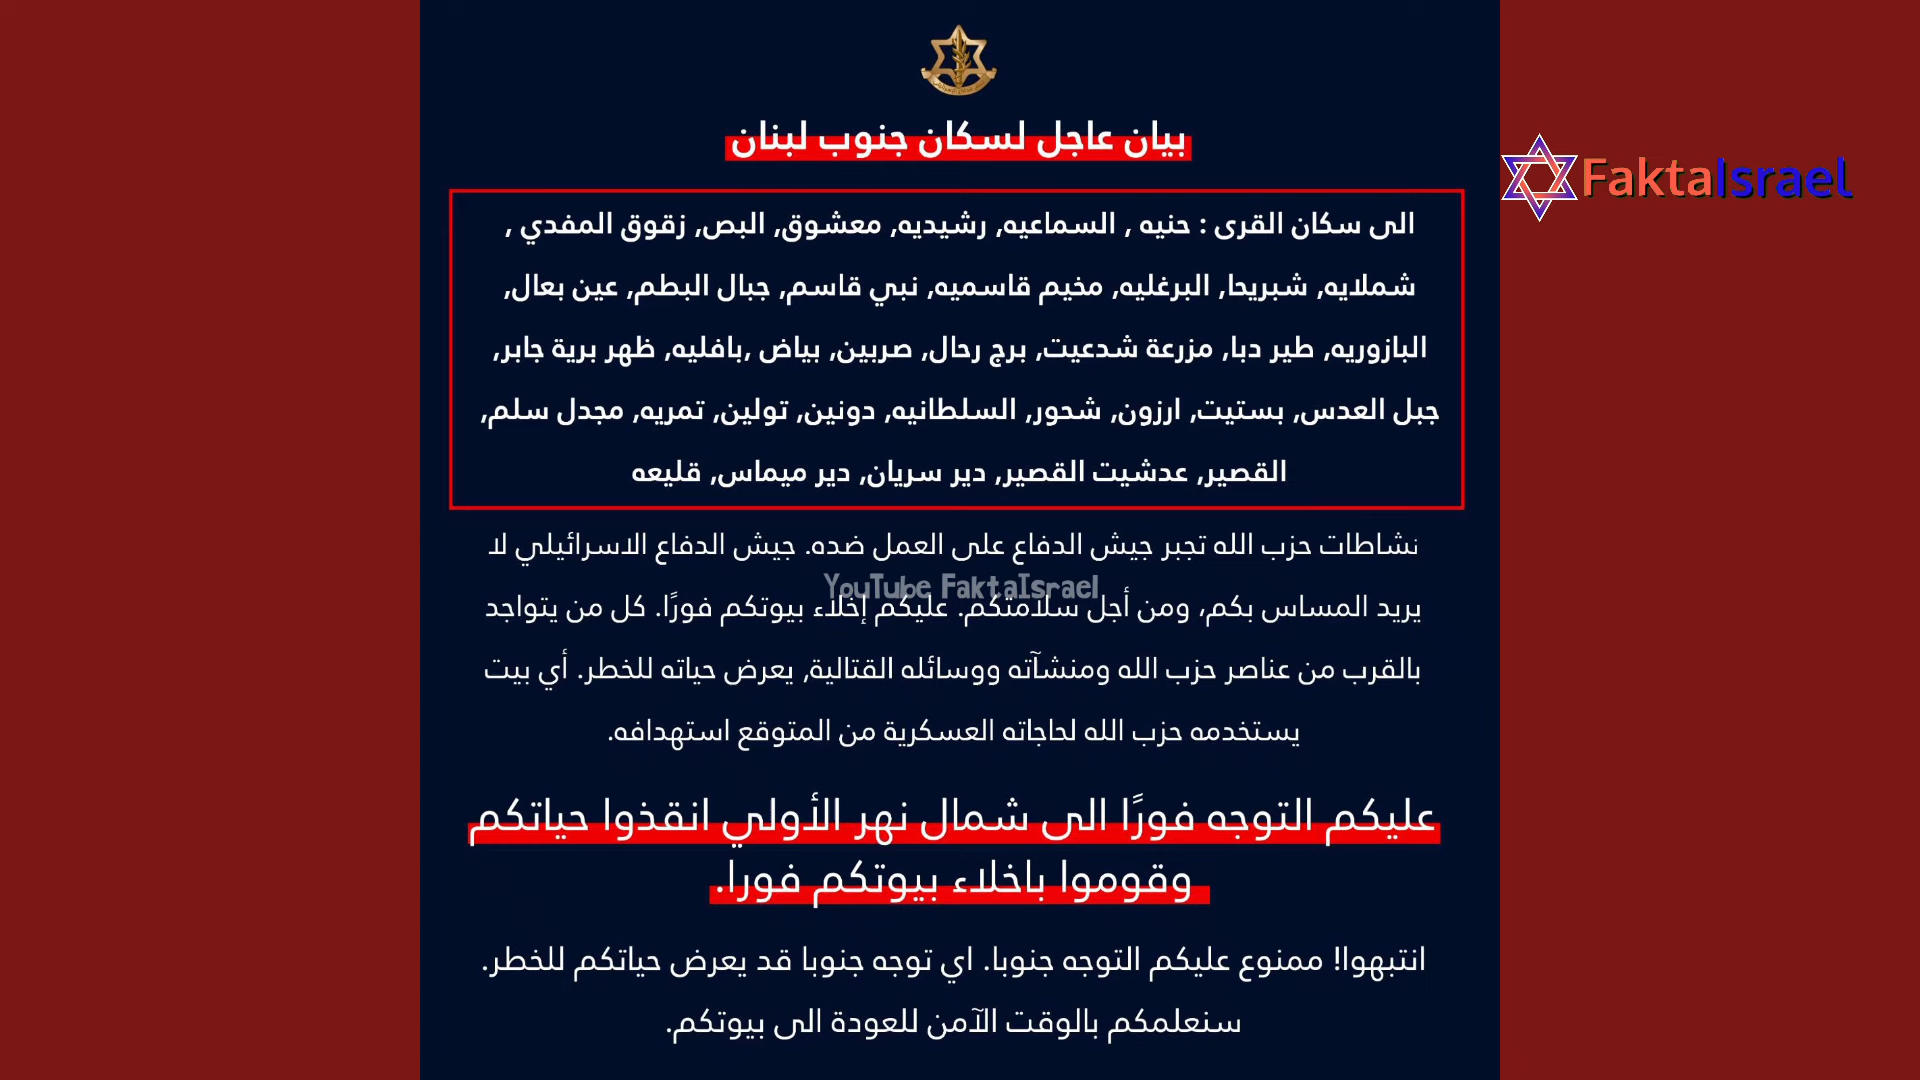 بيان عاجل لسكان جنوب لبنان
FaktaIsrael
الى سكان القرى : حنيه , السماعيه, رشيديه, معشوق, البص, زقوق المفدي ,
شملايه, شبريحا, البرغليه, مخيم قاسميه, نبي قاسم, جبال البطم, عين بعال,
البازوريه, طير دبا, مزرعة شدعيت, برج رحال, صربين, بياض ,بافليه, ظهر برية جابر,
جبل العدس, بستيت, ارزون, شحور, السلطانيه, دونين, تولين, تمريه, مجدل سلم,
القصير, عدشيت القصير, دير سريان, دير ميماس, قليعه
نشاطات حزب الله تجبر جيش الدفاع على العمل ضده. جيش الدفاع الاسرائيلي لا
YouTube FaktaIsrael
يريد المساس بكم، ومن أجل سلامتكم. عليكم إخلاء بيوتكم فورًا. كل من يتواجد
بالقرب من عناصر حزب الله ومنشآته ووسائله القتالية, يعرض حياته للخطر. أي بيت
يستخدمه حزب الله لحاجاته العسكرية من المتوقع استهدافه.
عليكم التوجه فورًا الى شمال نهر الأولي انقذوا حياتكم
وقوموا باخلاء بيوتكم فورا.
انتبهوا! ممنوع عليكم التوجه جنوبا. اي توجه جنوبا قد يعرض حياتكم للخطر.
سنعلمكم بالوقت الآمن للعودة الى بيوتكم.